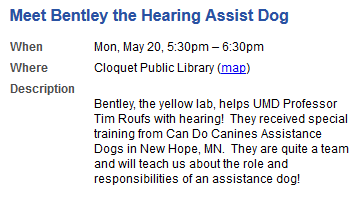 Meet Bentley the Hearing Assist Dog
When Mon, May 20, 5:30pm – 6:30pm
Where Cloquet Public Library (map)
Description
Bentley, the yellow lab, helps UMD Professor
Tim Roufs with hearing!  They received special
training from Can Do Canines Assistance
Dogs in New Hope, MN.  They are quite a team
and will teach us about the role and
responsibilities of an assistance dog!